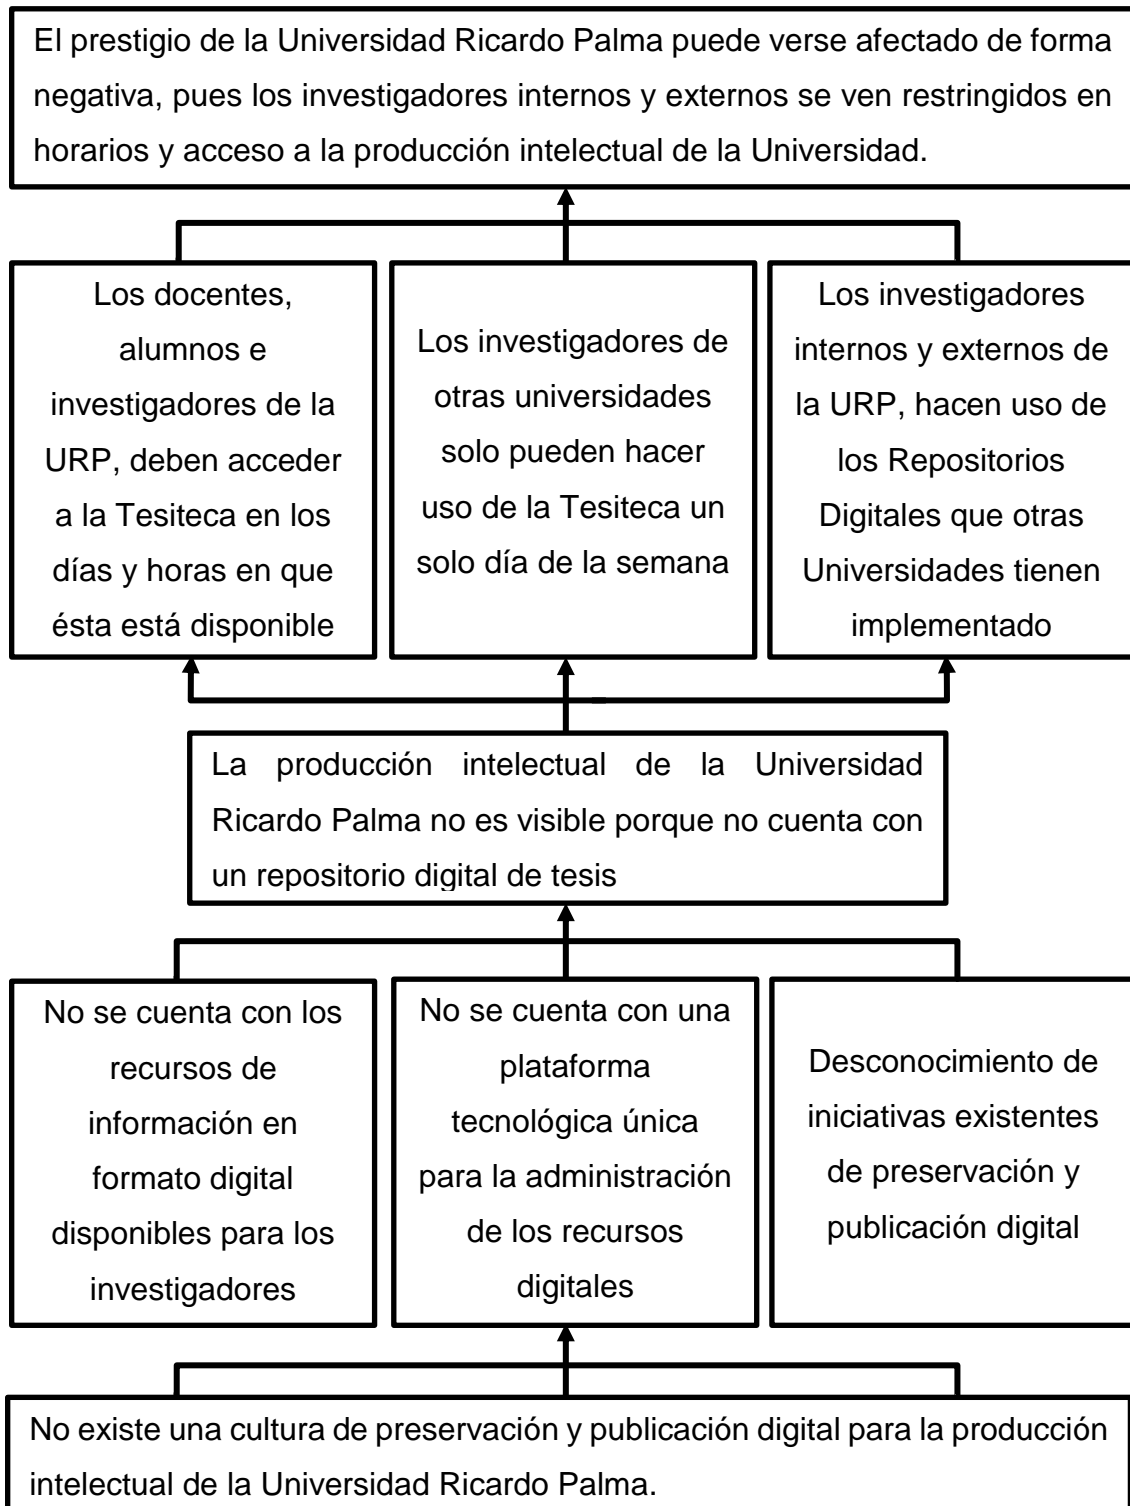 El prestigio de la Universidad Ricardo Palma puede verse afectado de forma
negativa, pues los investigadores internos y externos se ven restringidos en
horarios y acceso a la producción intelectual de la Universidad.
Los docentes,
alumnos e
investigadores de la
URP, deben acceder
a la Tesiteca en los
días y horas en que
ésta está disponible
Los investigadores de
otras universidades
solo pueden hacer
uso de la Tesiteca un
solo día de la semana
Los investigadores
internos y externos de
la URP, hacen uso de
los Repositorios
Digitales que otras
Universidades tienen
implementado
La producción intelectual de la Universidad
Ricardo Palma no es visible porque no cuenta con
un repositorio digital de tesis
No se cuenta con los
recursos de
información en
formato digital
disponibles para los
investigadores
No se cuenta con una
plataforma
tecnológica única
para la administración
de los recursos
digitales
Desconocimiento de
iniciativas existentes
de preservación y
publicación digital
No existe una cultura de preservación y publicación digital para la producción
intelectual de la Universidad Ricardo Palma.